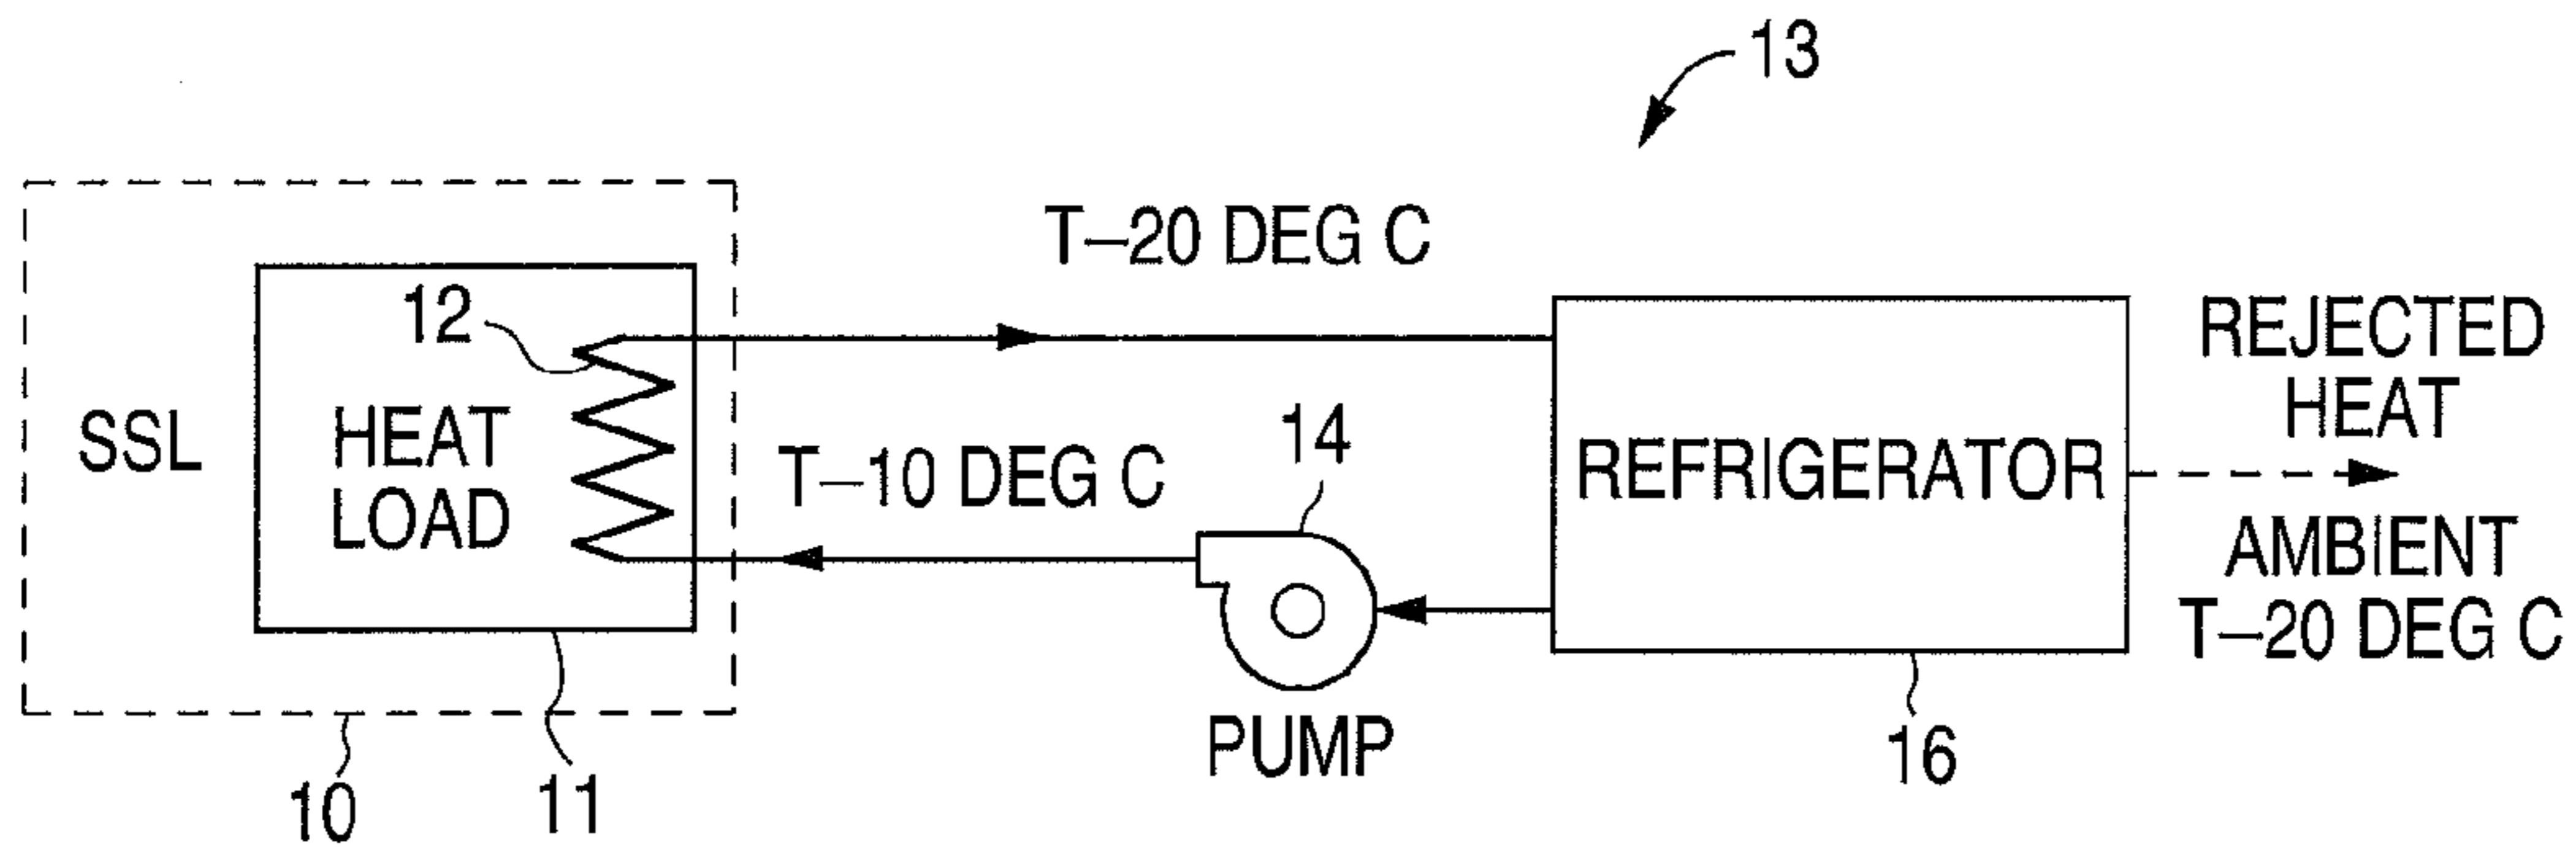 13
T–20 DEG C
12
REJECTED
HEAT
SSL
HEAT
LOAD
T–10 DEG C
14
REFRIGERATOR
AMBIENT
T–20 DEG C
PUMP
10
11
16